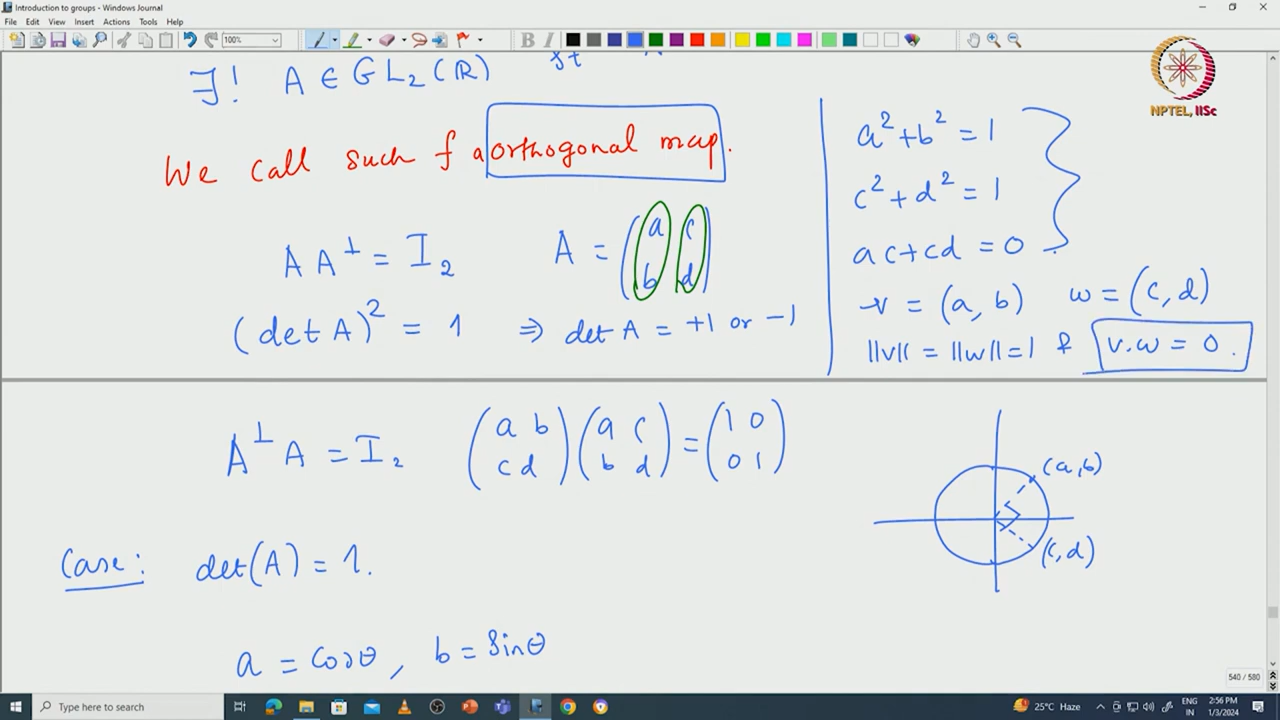 Introduction to groups - Windows Journal
File Edit View Insert Actions Tools Help
100%
B I
NPTEL, IISc
∃! A ∈ GL₂(ℝ) st
We call such f a orthogonal map.
A A^⊥ = I₂ A = (a c
b d)
(det A)² = 1 ⇒ det A = +1 or -1
a² + b² = 1
c² + d² = 1
ac + cd = 0
v = (a, b) w = (c, d)
||v|| = ||w|| = 1 & v.w = 0.
A^⊥ A = I₂ (a b
c d) (a c
b d) = (1 0
0 1)
(a,b)
(c,d)
Case: det(A) = 1.
a = cosθ, b = sinθ
540 / 580
Type here to search
25°C Haze
ENG
IN
2:56 PM
1/3/2024